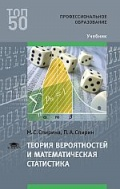 ТОП
50
ПРОФЕССИОНАЛЬНОЕ
ОБРАЗОВАНИЕ
Учебник
М.С. Спирина, П.А. Спирин
ТЕОРИЯ ВЕРОЯТНОСТЕЙ
И МАТЕМАТИЧЕСКАЯ
СТАТИСТИКА